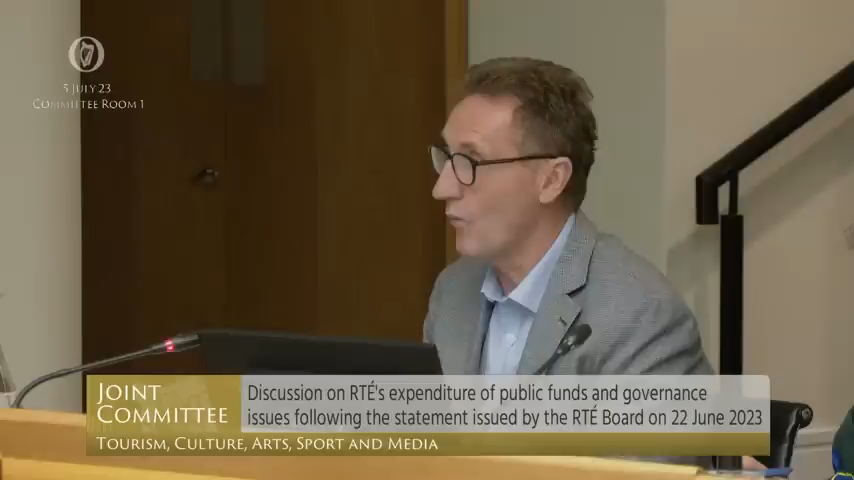 5 July 23
Committee Room 1
Joint
Committee
Discussion on RTÉ's expenditure of public funds and governance
issues following the statement issued by the RTÉ Board on 22 June 2023
Tourism, Culture, Arts, Sport and Media